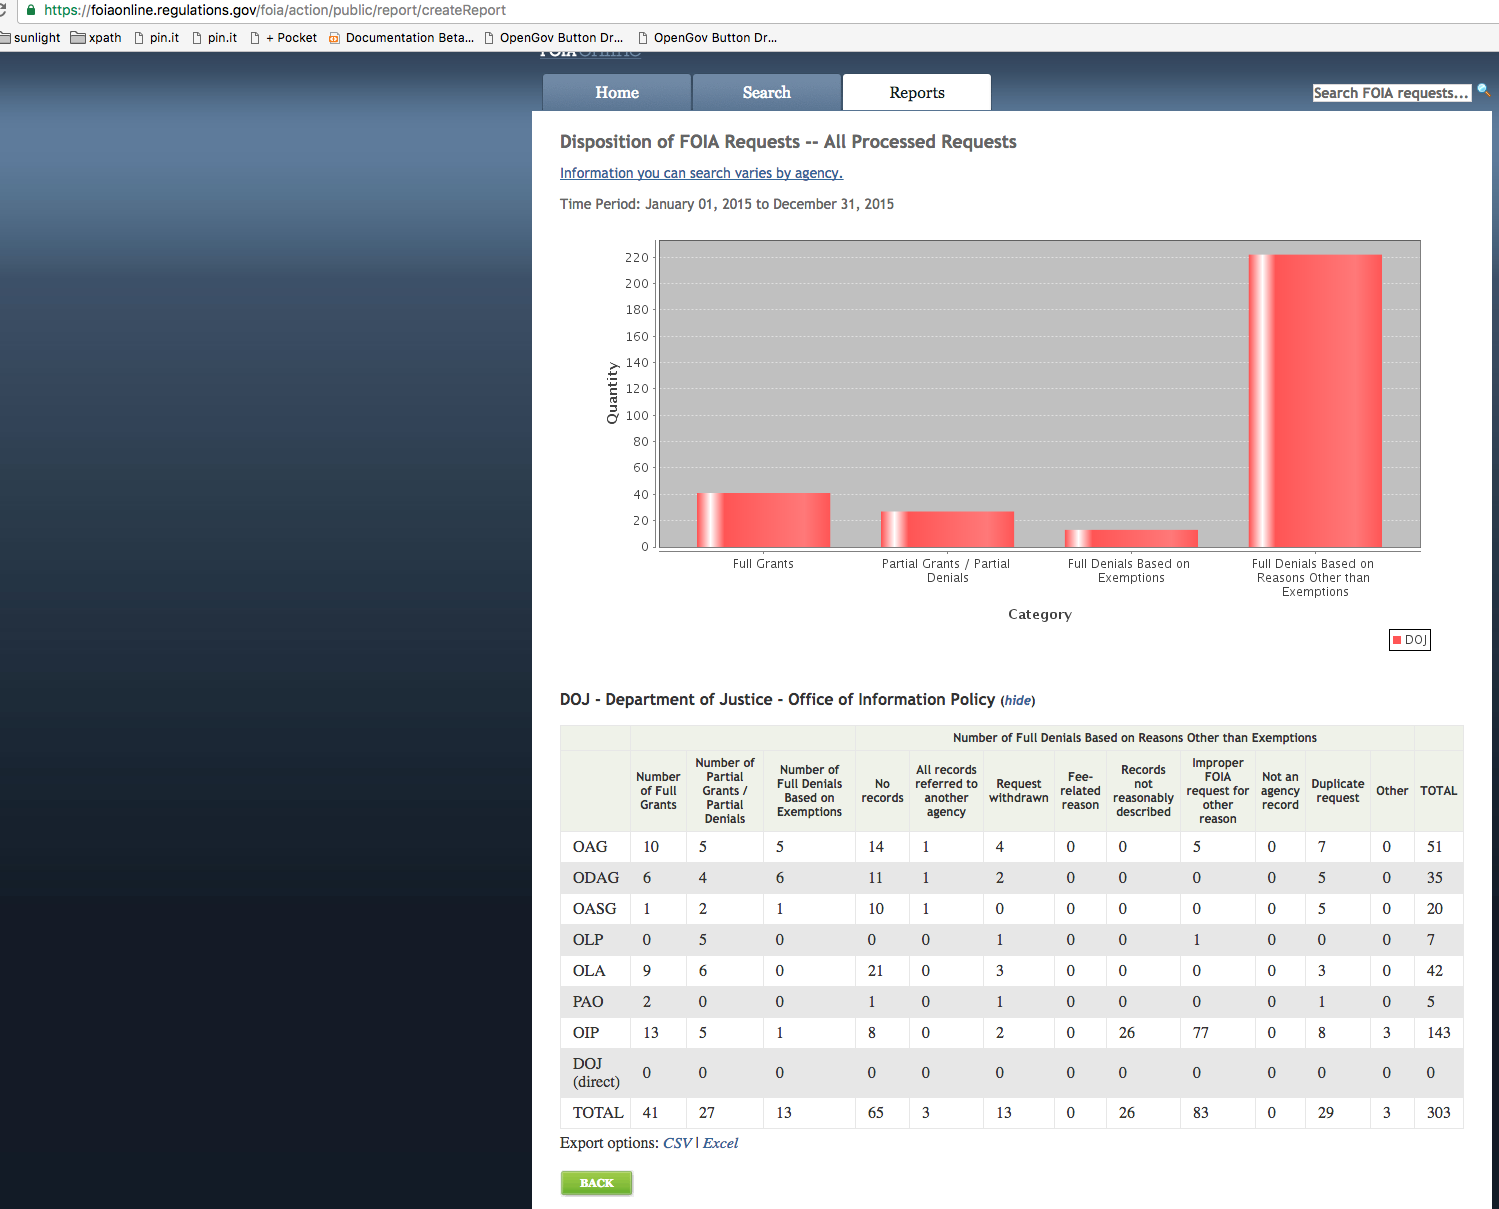 https://foiaonline.regulations.gov/foia/action/public/report/createReport
sunlight xpath pin.it pin.it + Pocket Documentation Beta... OpenGov Button Dr... OpenGov Button Dr...
FOIA ONLINE
Home Search Reports Search FOIA requests...
Disposition of FOIA Requests -- All Processed Requests
Information you can search varies by agency.
Time Period: January 01, 2015 to December 31, 2015
220
200
180
160
140
120
100
80
60
40
20
0
Quantity
Full Grants
Partial Grants / Partial
Denials
Full Denials Based on
Exemptions
Full Denials Based on
Reasons Other than
Exemptions
Category
DOJ
DOJ - Department of Justice - Office of Information Policy (hide)
Number of Full Denials Based on Reasons Other than Exemptions
Number
of Full
Grants
Number of
Partial
Grants /
Partial
Denials
Number of
Full Denials
Based on
Exemptions
No
records
All records
referred to
another
agency
Request
withdrawn
Fee-
related
reason
Records
not
reasonably
described
Improper
FOIA
request for
other
reason
Not an
agency
record
Duplicate
request
Other
TOTAL
OAG 10 5 5 14 1 4 0 0 5 0 7 0 51
ODAG 6 4 6 11 1 2 0 0 0 0 5 0 35
OASG 1 2 1 10 1 0 0 0 0 0 5 0 20
OLP 0 5 0 0 0 1 0 0 1 0 0 0 7
OLA 9 6 0 21 0 3 0 0 0 0 3 0 42
PAO 2 0 0 1 0 1 0 0 0 0 1 0 5
OIP 13 5 1 8 0 2 0 26 77 0 8 3 143
DOJ
(direct) 0 0 0 0 0 0 0 0 0 0 0 0 0
TOTAL 41 27 13 65 3 13 0 26 83 0 29 3 303
Export options: CSV | Excel
BACK